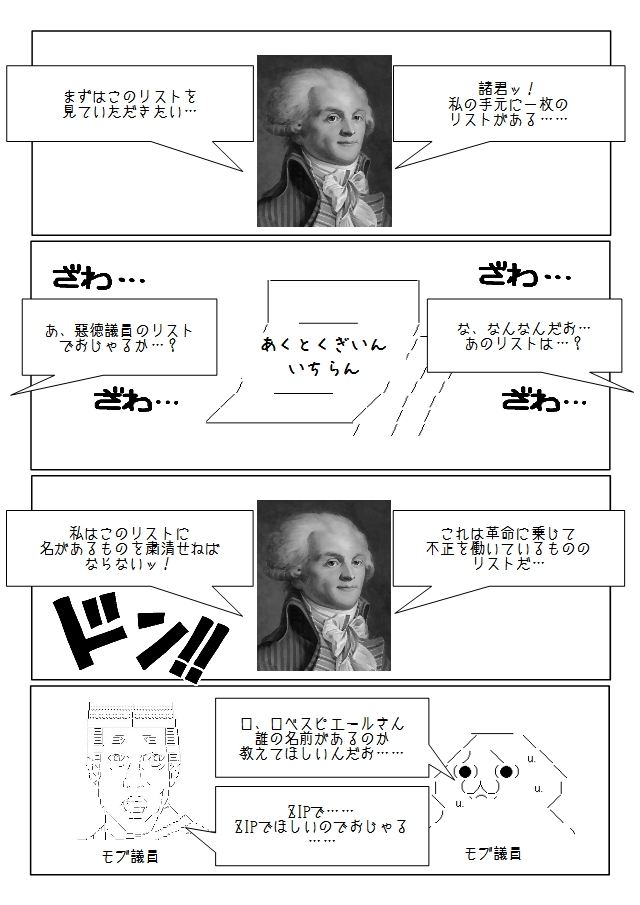 諸君ッ！
私の手元に一枚の
リストがある……
まずはこのリストを
見ていただきたい…
ざわ…
ざわ…
な、なんなんだお…
あのリストは…？
あくとくぎいん
いちらん
あ、悪徳議員のリスト
でおじゃるか…？
ざわ…
ざわ…
これは革命に乗じて
不正を働いているものの
リストだ…
私はこのリストに
名があるものを粛清せねば
ならないッ！
ドン!!
ロ、ロベスピエールさん
誰の名前があるのか
教えてほしいんだお……
u.
u.
u.
ZIPで……
ZIPでほしいのでおじゃる
……
モブ議員
モブ議員